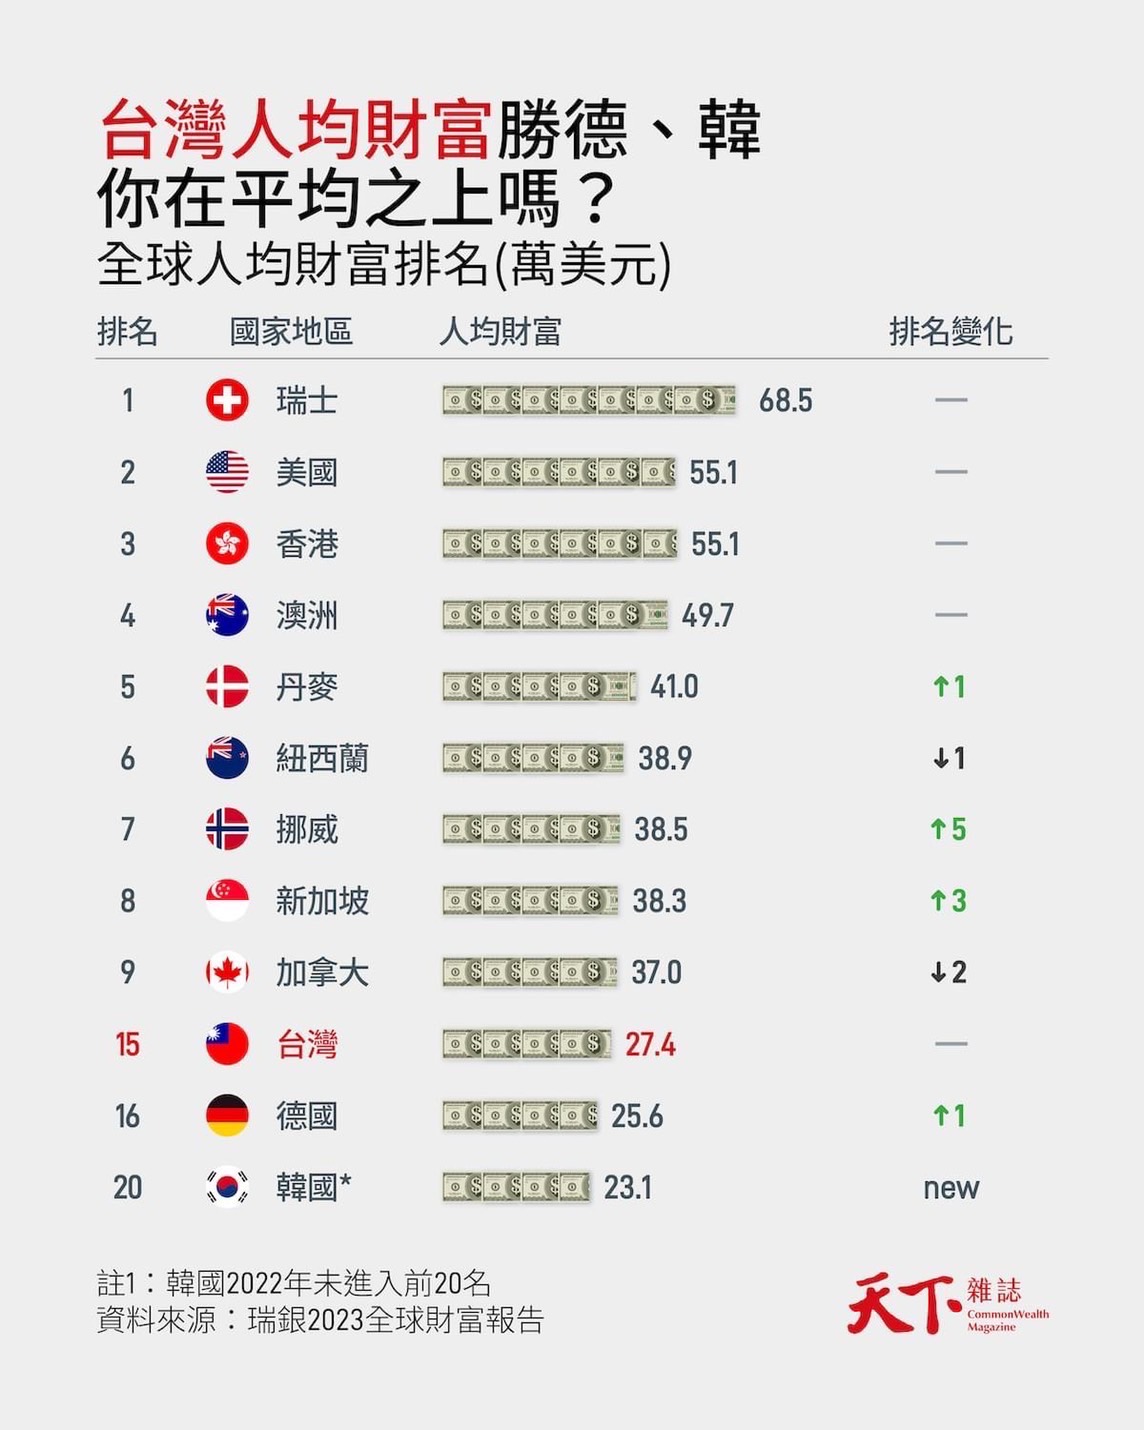 台灣人均財富勝德、韓
你在平均之上嗎？
全球人均財富排名(萬美元)
排名 國家地區 人均財富 排名變化
1 瑞士 68.5 —
2 美國 55.1 —
3 香港 55.1 —
4 澳洲 49.7 —
5 丹麥 41.0 ↑1
6 紐西蘭 38.9 ↓1
7 挪威 38.5 ↑5
8 新加坡 38.3 ↑3
9 加拿大 37.0 ↓2
15 台灣 27.4 —
16 德國 25.6 ↑1
20 韓國* 23.1 new
註1：韓國2022年未進入前20名
資料來源：瑞銀2023全球財富報告
天下雜誌
CommonWealth
Magazine